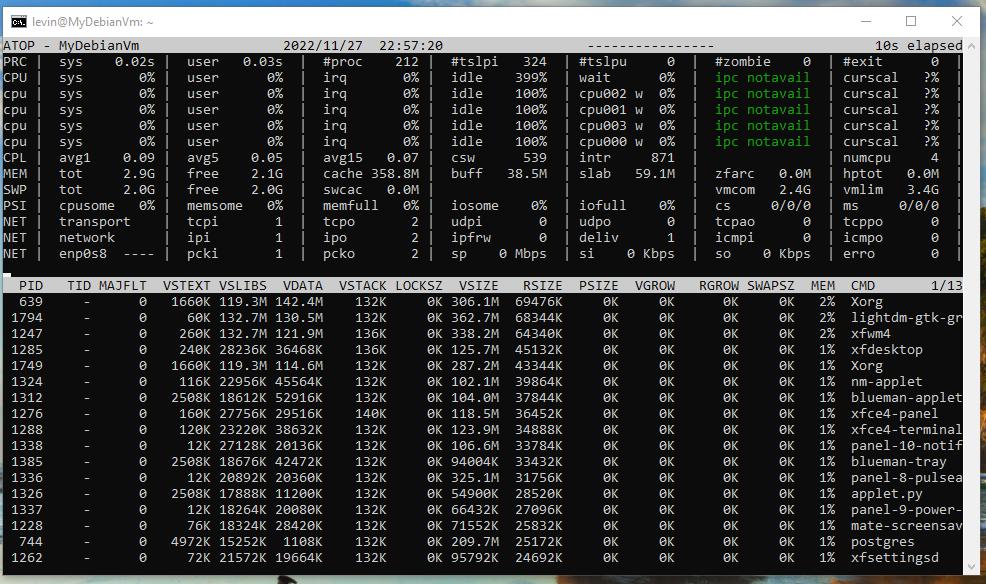 levin@MyDebianVm: ~
ATOP - MyDebianVm 2022/11/27 22:57:20 ---------------- 10s elapsed
PRC | sys 0.02s | user 0.03s | #proc 212 | #tslpi 324 | #tslpu 0 | #zombie 0 | #exit 0 |
CPU | sys 0% | user 0% | irq 0% | idle 399% | wait 0% | ipc notavail | curscal ?% |
cpu | sys 0% | user 0% | irq 0% | idle 100% | cpu002 w 0% | ipc notavail | curscal ?% |
cpu | sys 0% | user 0% | irq 0% | idle 100% | cpu001 w 0% | ipc notavail | curscal ?% |
cpu | sys 0% | user 0% | irq 0% | idle 100% | cpu003 w 0% | ipc notavail | curscal ?% |
cpu | sys 0% | user 0% | irq 0% | idle 100% | cpu000 w 0% | ipc notavail | curscal ?% |
CPL | avg1 0.09 | avg5 0.05 | avg15 0.07 | csw 539 | intr 871 | | numcpu 4 |
MEM | tot 2.9G | free 2.1G | cache 358.8M | buff 38.5M | slab 59.1M | zfarc 0.0M | hptot 0.0M |
SWP | tot 2.0G | free 2.0G | swcac 0.0M | | | vmcom 2.4G | vmlim 3.4G |
PSI | cpusome 0% | memsome 0% | memfull 0% | iosome 0% | iofull 0% | cs 0/0/0 | ms 0/0/0 |
NET | transport | tcpi 1 | tcpo 2 | udpi 0 | udpo 0 | tcpao 0 | tcppo 0 |
NET | network | ipi 1 | ipo 2 | ipfrw 0 | deliv 1 | icmpi 0 | icmpo 0 |
NET | enp0s8 ---- | pcki 1 | pcko 2 | sp 0 Mbps | si 0 Kbps | so 0 Kbps | erro 0 |
PID TID MAJFLT VSTEXT VSLIBS VDATA VSTACK LOCKSZ VSIZE RSIZE PSIZE VGROW RGROW SWAPSZ MEM CMD 1/13
639 - 0 1660K 119.3M 142.4M 132K 0K 306.1M 69476K 0K 0K 0K 0K 2% Xorg
1794 - 0 60K 132.7M 130.5M 132K 0K 362.7M 68344K 0K 0K 0K 0K 2% lightdm-gtk-gr
1247 - 0 260K 132.7M 121.9M 136K 0K 338.2M 64340K 0K 0K 0K 0K 2% xfwm4
1285 - 0 240K 28236K 36468K 136K 0K 125.7M 45132K 0K 0K 0K 0K 1% xfdesktop
1749 - 0 1660K 119.3M 114.6M 132K 0K 287.2M 43344K 0K 0K 0K 0K 1% Xorg
1324 - 0 116K 22956K 45564K 132K 0K 102.1M 39864K 0K 0K 0K 0K 1% nm-applet
1312 - 0 2508K 18612K 52916K 132K 0K 104.0M 37844K 0K 0K 0K 0K 1% blueman-applet
1276 - 0 160K 27756K 29516K 140K 0K 118.5M 36452K 0K 0K 0K 0K 1% xfce4-panel
1288 - 0 120K 23220K 38632K 132K 0K 123.9M 34888K 0K 0K 0K 0K 1% xfce4-terminal
1338 - 0 12K 27128K 20136K 132K 0K 106.6M 33784K 0K 0K 0K 0K 1% panel-10-notif
1385 - 0 2508K 18676K 42472K 132K 0K 94004K 33432K 0K 0K 0K 0K 1% blueman-tray
1336 - 0 12K 20892K 20360K 132K 0K 325.1M 31756K 0K 0K 0K 0K 1% panel-8-pulsea
1326 - 0 2508K 17888K 11200K 132K 0K 54900K 28520K 0K 0K 0K 0K 1% applet.py
1337 - 0 12K 18264K 20080K 132K 0K 66432K 27096K 0K 0K 0K 0K 1% panel-9-power-
1228 - 0 76K 18324K 28420K 132K 0K 71552K 25832K 0K 0K 0K 0K 1% mate-screensav
744 - 0 4972K 15252K 1108K 132K 0K 209.7M 25172K 0K 0K 0K 0K 1% postgres
1262 - 0 72K 21572K 19664K 132K 0K 95792K 24692K 0K 0K 0K 0K 1% xfsettingsd